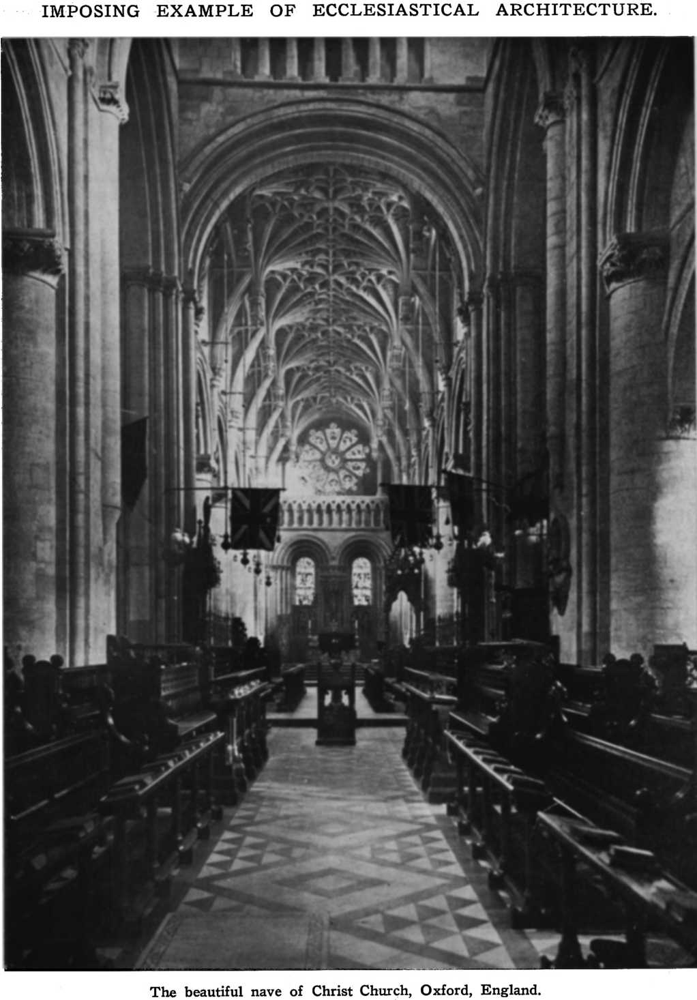 IMPOSING EXAMPLE OF ECCLESIASTICAL ARCHITECTURE.
The beautiful nave of Christ Church, Oxford, England.